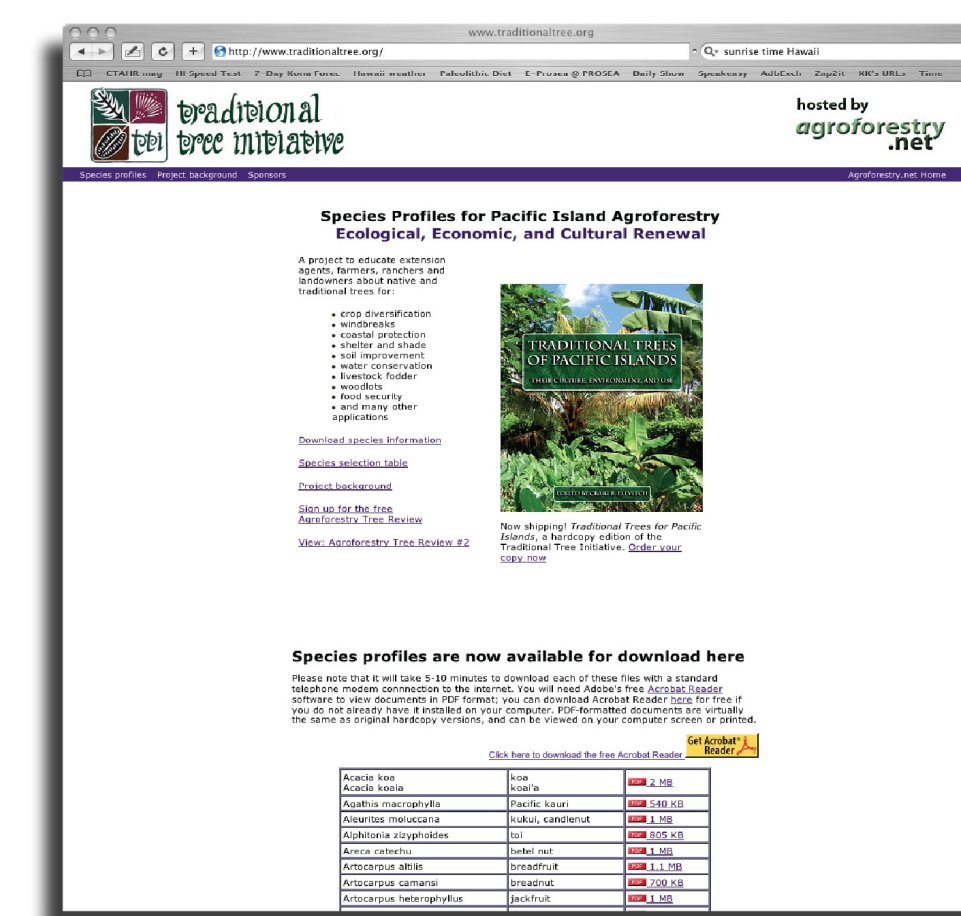 www.traditionaltree.org
http://www.traditionaltree.org/
sunrise time Hawaii
CTAHR may HI Speed Test 7-Day Kona Forec Hawaii weather Paleolithic Diet E-Prosea @ PROSEA Daily Show Speakeasy AdbExch ZapZit KK's URLs Time
traditional
tti tree initiative
hosted by
agroforestry
.net
Species profiles Project background Sponsors Agroforestry.net Home
Species Profiles for Pacific Island Agroforestry
Ecological, Economic, and Cultural Renewal
A project to educate extension
agents, farmers, ranchers and
landowners about native and
traditional trees for:
• crop diversification
• windbreaks
• coastal protection
• shelter and shade
• soil improvement
• water conservation
• livestock fodder
• woodlots
• food security
• and many other
applications
Download species information
Species selection table
Project background
Sign up for the free
Agroforestry Tree Review
View: Agroforestry Tree Review #2
TRADITIONAL TREES
OF PACIFIC ISLANDS
THEIR CULTURE, ENVIRONMENT, AND USE
EDITED BY CRAIG R. ELEVITCH
Now shipping! Traditional Trees for Pacific
Islands, a hardcopy edition of the
Traditional Tree Initiative. Order your
copy now
Species profiles are now available for download here
Please note that it will take 5-10 minutes to download each of these files with a standard
telephone modem connnection to the internet. You will need Adobe's free Acrobat Reader
software to view documents in PDF format; you can download Acrobat Reader here for free if
you do not already have it installed on your computer. PDF-formatted documents are virtually
the same as original hardcopy versions, and can be viewed on your computer screen or printed.
Click here to download the free Acrobat Reader
Get Acrobat®
Reader
Acacia koa koa
Acacia koaia koai'a PDF 2 MB
Agathis macrophylla Pacific kauri PDF 540 KB
Aleurites moluccana kukui, candlenut PDF 1 MB
Alphitonia zizyphoides toi PDF 805 KB
Areca catechu betel nut PDF 1 MB
Artocarpus altilis breadfruit PDF 1.1 MB
Artocarpus camansi breadnut PDF 700 KB
Artocarpus heterophyllus jackfruit PDF 1 MB